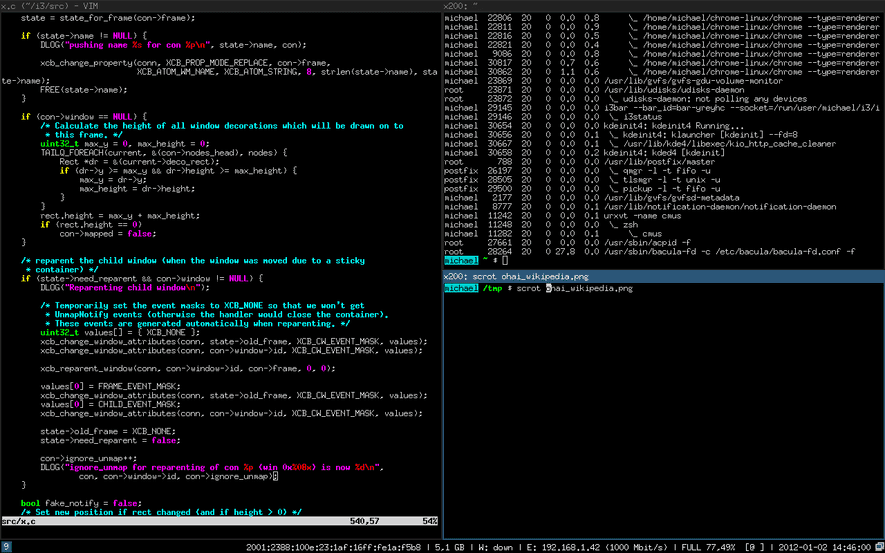 x.c (~/i3/src) - VIM
    state = state_for_frame(con->frame);
    if (state->name != NULL) {
        DLOG("pushing name %s for con %p\n", state->name, con);
        xcb_change_property(conn, XCB_PROP_MODE_REPLACE, con->frame,
                            XCB_ATOM_WM_NAME, XCB_ATOM_STRING, 8, strlen(state->name), sta
te->name);
        FREE(state->name);
    }
    if (con->window == NULL) {
        /* Calculate the height of all window decorations which will be drawn on to
         * this frame. */
        uint32_t max_y = 0, max_height = 0;
        TAILQ_FOREACH(current, &(con->nodes_head), nodes) {
            Rect *dr = &(current->deco_rect);
            if (dr->y >= max_y && dr->height >= max_height) {
                max_y = dr->y;
                max_height = dr->height;
            }
        }
        rect.height = max_y + max_height;
        if (rect.height == 0)
            con->mapped = false;
    }
    /* reparent the child window (when the window was moved due to a sticky
     * container) */
    if (state->need_reparent && con->window != NULL) {
        DLOG("Reparenting child window\n");
        /* Temporarily set the event masks to XCB_NONE so that we won't get
         * UnmapNotify events (otherwise the handler would close the container).
         * These events are generated automatically when reparenting. */
        uint32_t values[] = { XCB_NONE };
        xcb_change_window_attributes(conn, state->old_frame, XCB_CW_EVENT_MASK, values);
        xcb_change_window_attributes(conn, con->window->id, XCB_CW_EVENT_MASK, values);
        xcb_reparent_window(conn, con->window->id, con->frame, 0, 0);
        values[0] = FRAME_EVENT_MASK;
        xcb_change_window_attributes(conn, state->old_frame, XCB_CW_EVENT_MASK, values);
        values[0] = CHILD_EVENT_MASK;
        xcb_change_window_attributes(conn, con->window->id, XCB_CW_EVENT_MASK, values);
        state->old_frame = XCB_NONE;
        state->need_reparent = false;
        con->ignore_unmap++;
        DLOG("ignore_unmap for reparenting of con %p (win 0x%08x) is now %d\n",
             con, con->window->id, con->ignore_unmap);
    }
    bool fake_notify = false;
    /* Set new position if rect changed (and if height > 0) */
src/x.c 540,57 54%
x200: ~
michael 22806 20 0 0.0 0.8 \_ /home/michael/chrome-linux/chrome --type=renderer
michael 22811 20 0 0.0 0.9 \_ /home/michael/chrome-linux/chrome --type=renderer
michael 22816 20 0 0.0 0.5 \_ /home/michael/chrome-linux/chrome --type=renderer
michael 22821 20 0 0.0 0.4 \_ /home/michael/chrome-linux/chrome --type=renderer
michael 9086 20 0 0.0 0.8 \_ /home/michael/chrome-linux/chrome --type=renderer
michael 30817 20 0 0.7 0.6 \_ /home/michael/chrome-linux/chrome --type=renderer
michael 30062 20 0 1.1 0.6 \_ /home/michael/chrome-linux/chrome --type=renderer
michael 23869 20 0 0.0 0.0 /usr/lib/gvfs/gvfs-gdu-volume-monitor
root 23871 20 0 0.0 0.0 /usr/lib/udisks/udisks-daemon
root 23872 20 0 0.0 0.0 \_ udisks-daemon: not polling any devices
michael 29145 20 0 0.0 0.0 i3bar --bar_id=bar-yreyhc --socket=/run/user/michael/i3/i
michael 29146 20 0 0.0 0.0 \_ i3status
michael 30654 20 0 0.0 0.0 kdeinit4: kdeinit4 Running...
michael 30656 20 0 0.0 0.1 \_ kdeinit4: klauncher [kdeinit] --fd=8
michael 30667 20 0 0.0 0.1 \_ /usr/lib/kde4/libexec/kio_http_cache_cleaner
michael 30658 20 0 0.0 0.2 kdeinit4: kded4 [kdeinit]
root 788 20 0 0.0 0.0 /usr/lib/postfix/master
postfix 26197 20 0 0.0 0.0 \_ qmgr -l -t fifo -u
postfix 28505 20 0 0.0 0.0 \_ tlsmgr -l -t unix -u
postfix 29500 20 0 0.0 0.0 \_ pickup -l -t fifo -u
michael 2177 20 0 0.0 0.0 /usr/lib/gvfs/gvfsd-metadata
michael 8777 20 0 0.0 0.1 /usr/lib/notification-daemon/notification-daemon
michael 11242 20 0 0.0 0.1 urxvt -name cmus
michael 11248 20 0 0.0 0.0 \_ zsh
michael 11282 20 0 0.0 0.1 \_ cmus
root 27661 20 0 0.0 0.0 /usr/sbin/acpid -f
root 28264 20 0 27.8 0.0 /usr/sbin/bacula-fd -c /etc/bacula/bacula-fd.conf -f
michael ~ $
x200: scrot ohai_wikipedia.png
michael /tmp $ scrot ohai_wikipedia.png
9 2001:2388:100e:23:1af:16ff:fe1a:f5b8 | 5,1 GB | W: down | E: 192.168.1.42 (1000 Mbit/s) | FULL 77,49% [0 ] | 2012-01-02 14:46:00